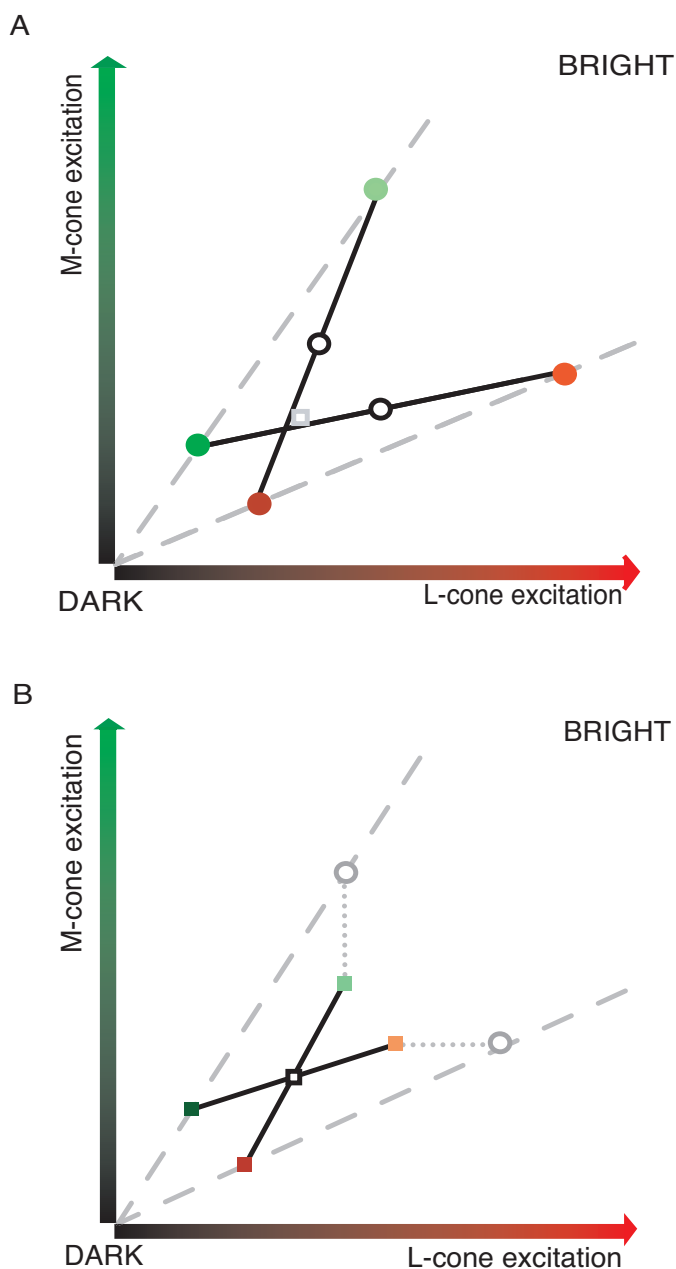 A
BRIGHT
M-cone excitation
DARK
L-cone excitation
B
BRIGHT
M-cone excitation
DARK
L-cone excitation